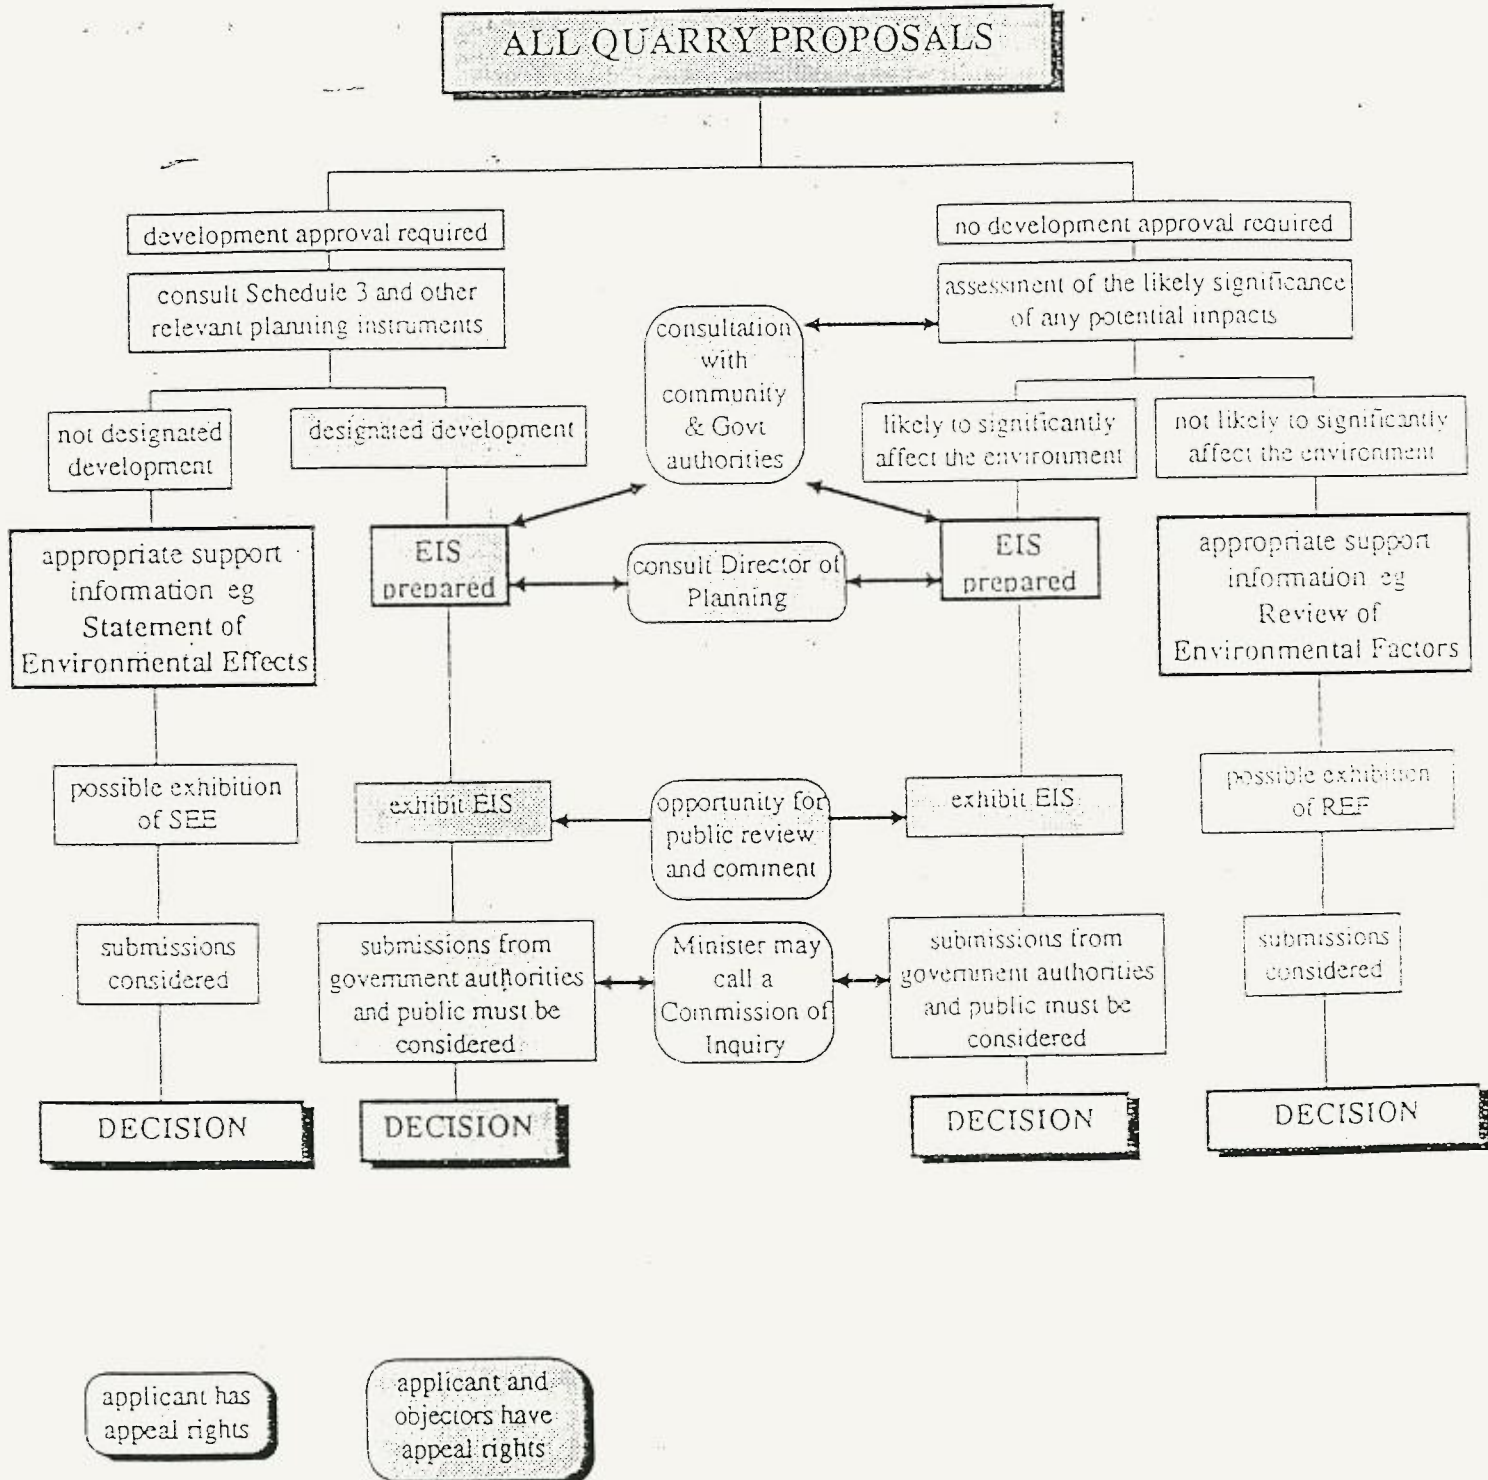 ALL QUARRY PROPOSALS
development approval required
no development approval required
consult Schedule 3 and other
relevant planning instruments
assessment of the likely significance
of any potential impacts
consultation
with
community
& Govt
authorities
not designated
development
designated development
likely to significantly
affect the environment
not likely to significantly
affect the environment
appropriate support
information eg
Statement of
Environmental Effects
EIS
prepared
consult Director of
Planning
EIS
prepared
appropriate support
information eg
Review of
Environmental Factors
possible exhibition
of SEE
exhibit EIS
opportunity for
public review
and comment
exhibit EIS
possible exhibition
of REF
submissions
considered
submissions from
government authorities
and public must be
considered
Minister may
call a
Commission of
Inquiry
submissions from
government authorities
and public must be
considered
submissions
considered
DECISION
DECISION
DECISION
DECISION
applicant has
appeal rights
applicant and
objectors have
appeal rights